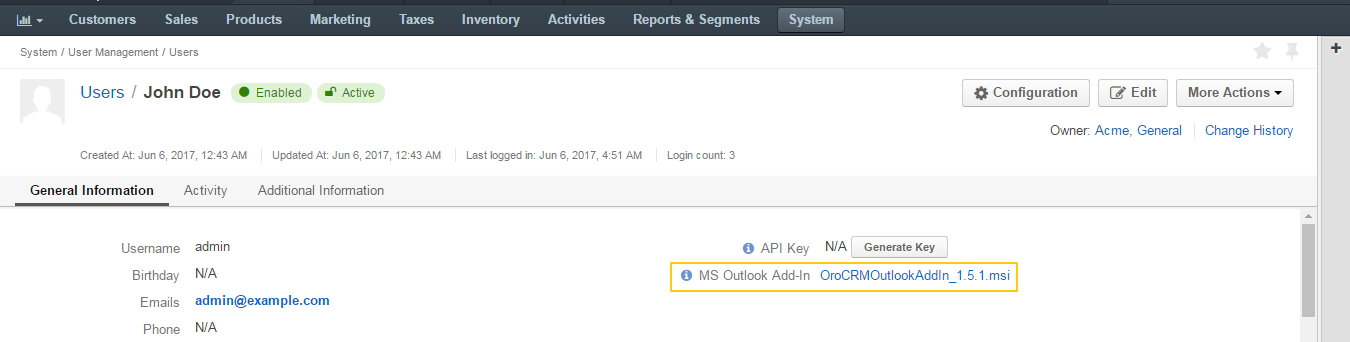 Customers Sales Products Marketing Taxes Inventory Activities Reports & Segments System
System / User Management / Users
Users / John Doe Enabled Active Configuration Edit More Actions
Owner: Acme, General Change History
Created At: Jun 6, 2017, 12:43 AM Updated At: Jun 6, 2017, 12:43 AM Last logged in: Jun 6, 2017, 4:51 AM Login count: 3
General Information Activity Additional Information
Username admin API Key N/A Generate Key
Birthday N/A MS Outlook Add-In OroCRMOutlookAddIn_1.5.1.msi
Emails admin@example.com
Phone N/A